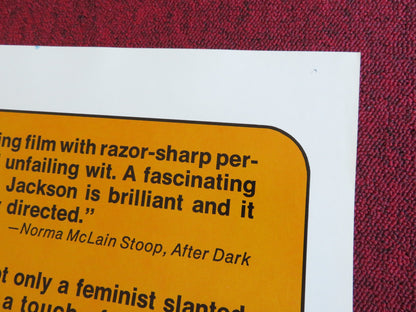 ing film with razor-sharp per-
unfailing wit. A fascinating
Jackson is brilliant and it
directed."
—Norma McLain Stoop, After Dark
only a feminist slanted
a touch